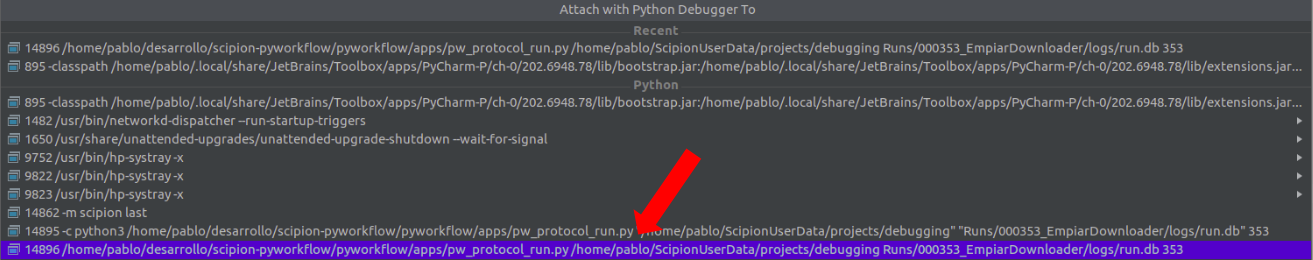 Attach with Python Debugger To
Recent
14896 /home/pablo/desarrollo/scipion-pyworkflow/pyworkflow/apps/pw_protocol_run.py /home/pablo/ScipionUserData/projects/debugging Runs/000353_EmpiarDownloader/logs/run.db 353
895 -classpath /home/pablo/.local/share/JetBrains/Toolbox/apps/PyCharm-P/ch-0/202.6948.78/lib/bootstrap.jar:/home/pablo/.local/share/JetBrains/Toolbox/apps/PyCharm-P/ch-0/202.6948.78/lib/extensions.jar...
Python
895 -classpath /home/pablo/.local/share/JetBrains/Toolbox/apps/PyCharm-P/ch-0/202.6948.78/lib/bootstrap.jar:/home/pablo/.local/share/JetBrains/Toolbox/apps/PyCharm-P/ch-0/202.6948.78/lib/extensions.jar...
1482 /usr/bin/networkd-dispatcher --run-startup-triggers
1650 /usr/share/unattended-upgrades/unattended-upgrade-shutdown --wait-for-signal
9752 /usr/bin/hp-systray -x
9822 /usr/bin/hp-systray -x
9823 /usr/bin/hp-systray -x
14862 -m scipion last
14895 -c python3 /home/pablo/desarrollo/scipion-pyworkflow/pyworkflow/apps/pw_protocol_run.py "/home/pablo/ScipionUserData/projects/debugging" "Runs/000353_EmpiarDownloader/logs/run.db" 353
14896 /home/pablo/desarrollo/scipion-pyworkflow/pyworkflow/apps/pw_protocol_run.py /home/pablo/ScipionUserData/projects/debugging Runs/000353_EmpiarDownloader/logs/run.db 353